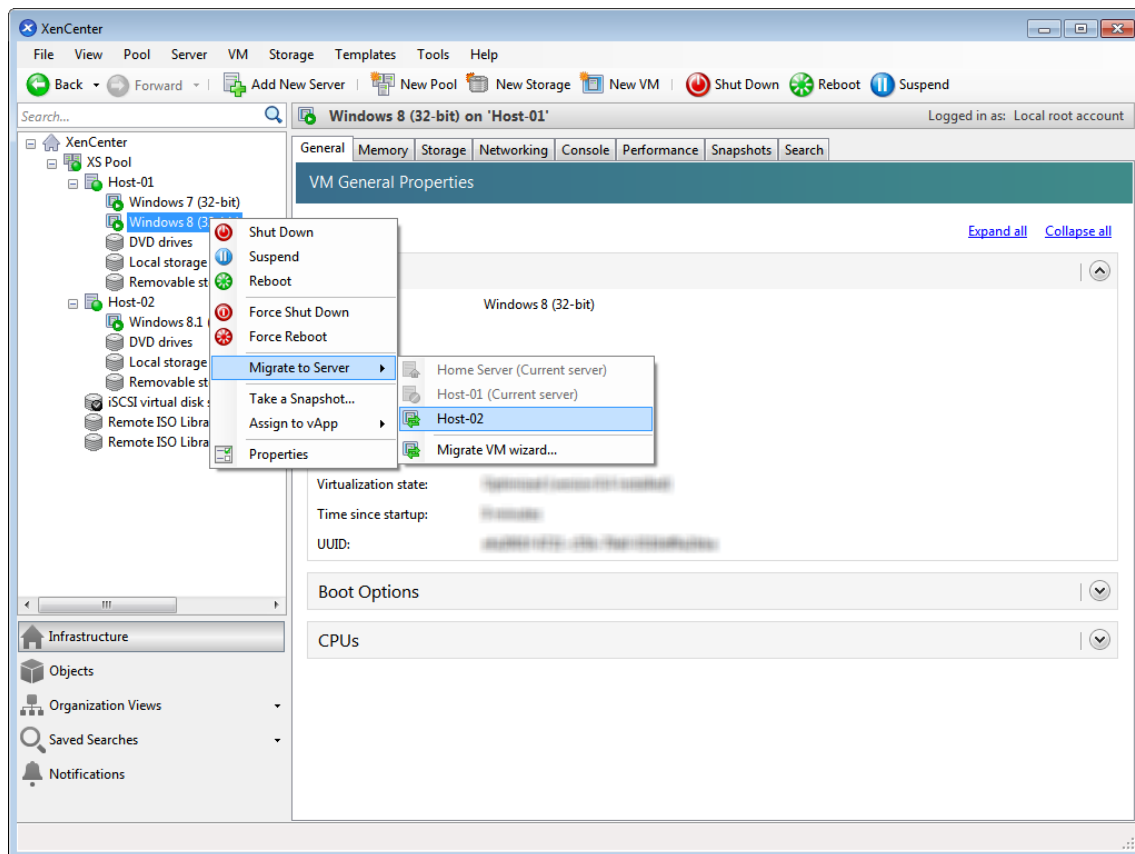 XenCenter
File View Pool Server VM Storage Templates Tools Help
Back Forward Add New Server New Pool New Storage New VM Shut Down Reboot Suspend
Search...
Windows 8 (32-bit) on 'Host-01'
Logged in as: Local root account
XenCenter
XS Pool
Host-01
Windows 7 (32-bit)
Windows 8 (3
DVD drives
Local storage
Removable st
Host-02
Windows 8.1
DVD drives
Local storage
Removable st
iSCSI virtual disk
Remote ISO Libra
Remote ISO Libra
General Memory Storage Networking Console Performance Snapshots Search
VM General Properties
Expand all Collapse all
Windows 8 (32-bit)
Shut Down
Suspend
Reboot
Force Shut Down
Force Reboot
Migrate to Server
Take a Snapshot...
Assign to vApp
Properties
Home Server (Current server)
Host-01 (Current server)
Host-02
Migrate VM wizard...
Virtualization state:
Time since startup:
UUID:
Boot Options
CPUs
Infrastructure
Objects
Organization Views
Saved Searches
Notifications